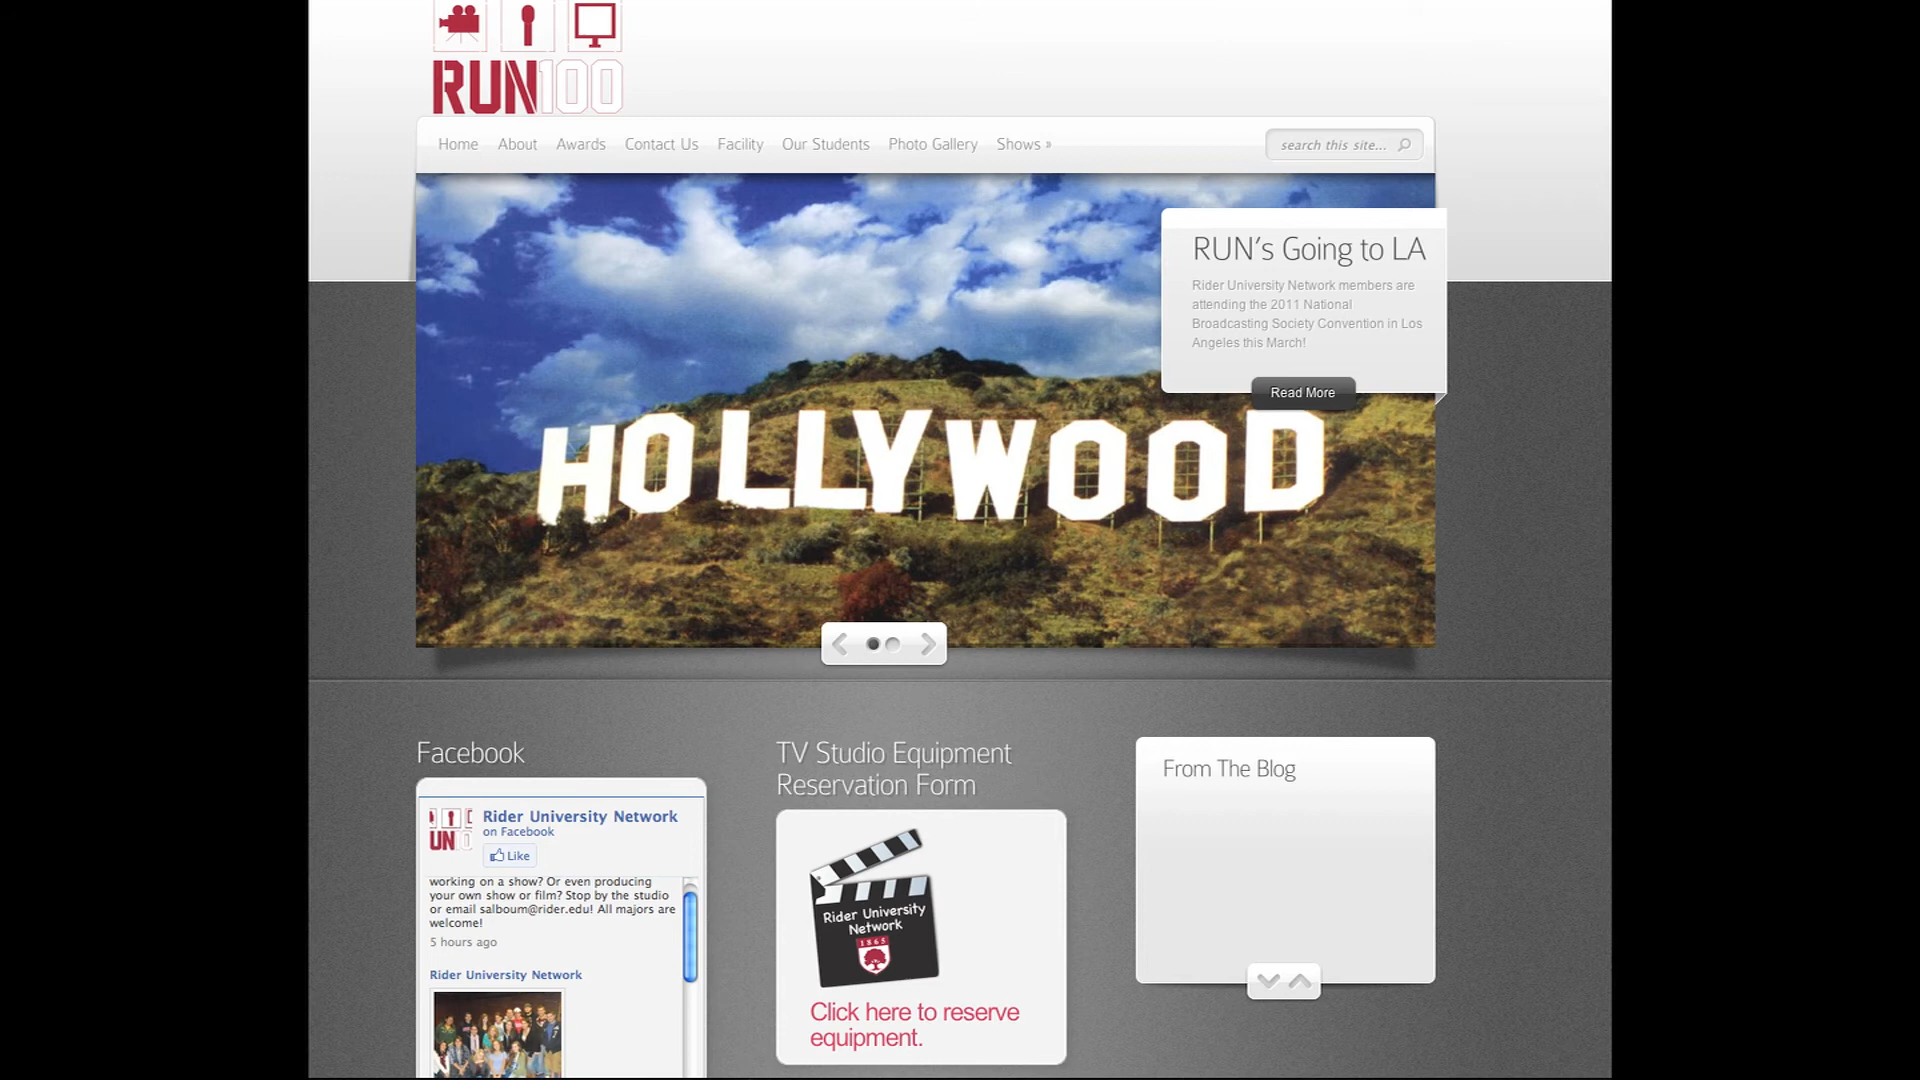 RUN100
Home About Awards Contact Us Facility Our Students Photo Gallery Shows »
search this site...
HOLLYWOOD
RUN's Going to LA
Rider University Network members are
attending the 2011 National
Broadcasting Society Convention in Los
Angeles this March!
Read More
Facebook
Rider University Network
on Facebook
Like
working on a show? Or even producing
your own show or film? Stop by the studio
or email salboum@rider.edu! All majors are
welcome!
5 hours ago
Rider University Network
TV Studio Equipment
Reservation Form
Rider University
Network
1865
Click here to reserve
equipment.
From The Blog